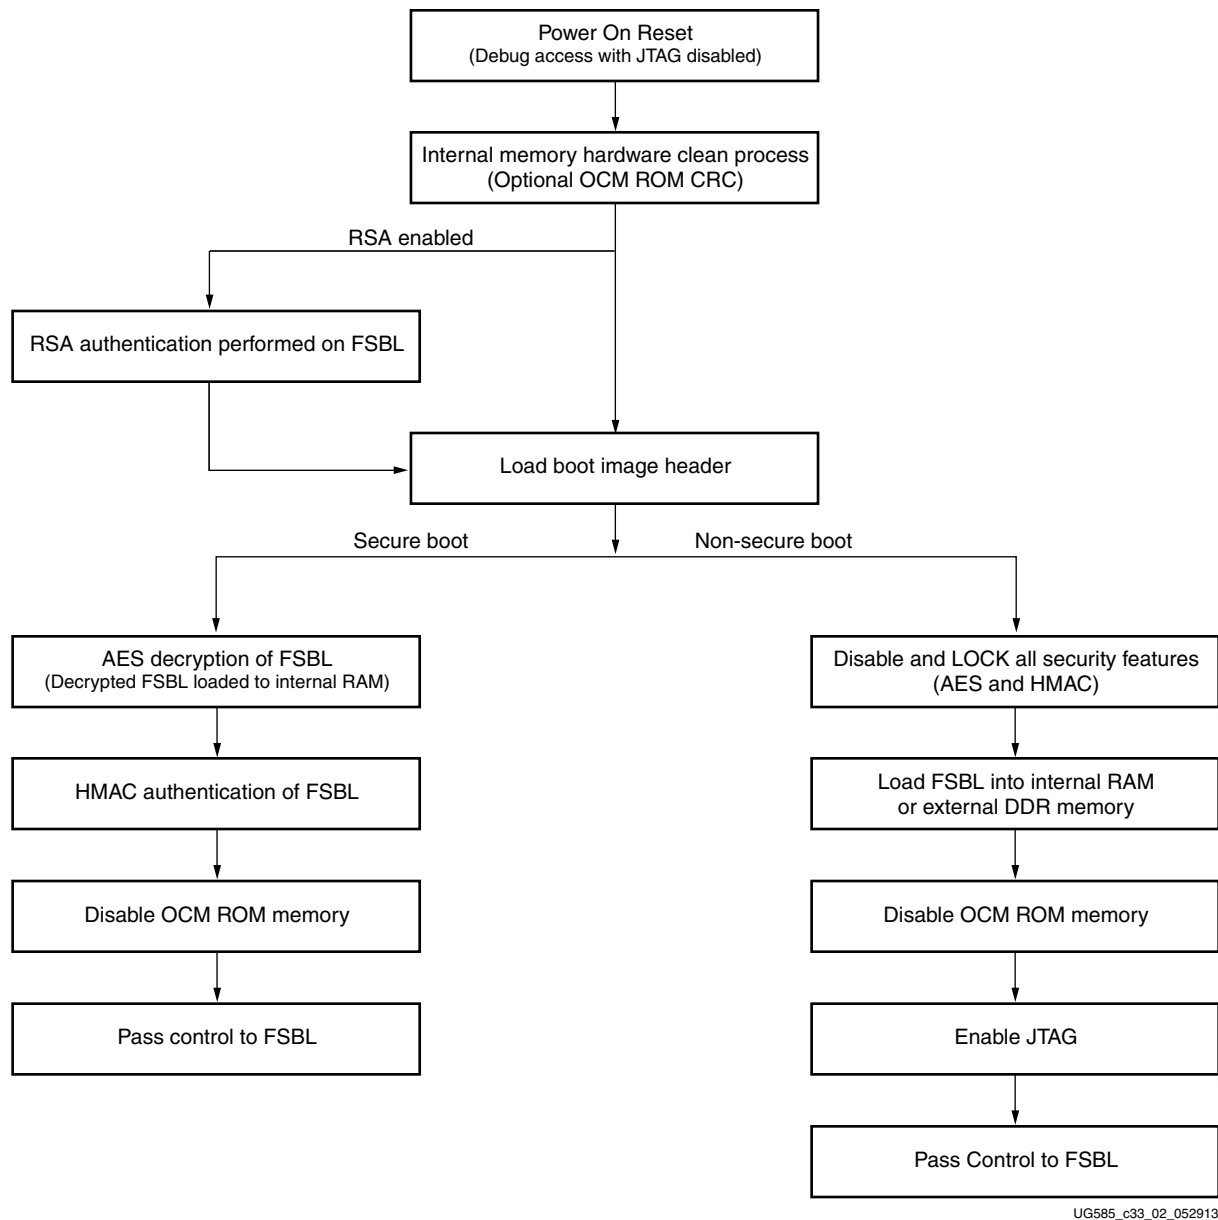 Power On Reset
(Debug access with JTAG disabled)
Internal memory hardware clean process
(Optional OCM ROM CRC)
RSA enabled
RSA authentication performed on FSBL
Load boot image header
Secure boot
Non-secure boot
AES decryption of FSBL
(Decrypted FSBL loaded to internal RAM)
Disable and LOCK all security features
(AES and HMAC)
HMAC authentication of FSBL
Load FSBL into internal RAM
or external DDR memory
Disable OCM ROM memory
Disable OCM ROM memory
Pass control to FSBL
Enable JTAG
Pass Control to FSBL
UG585_c33_02_052913